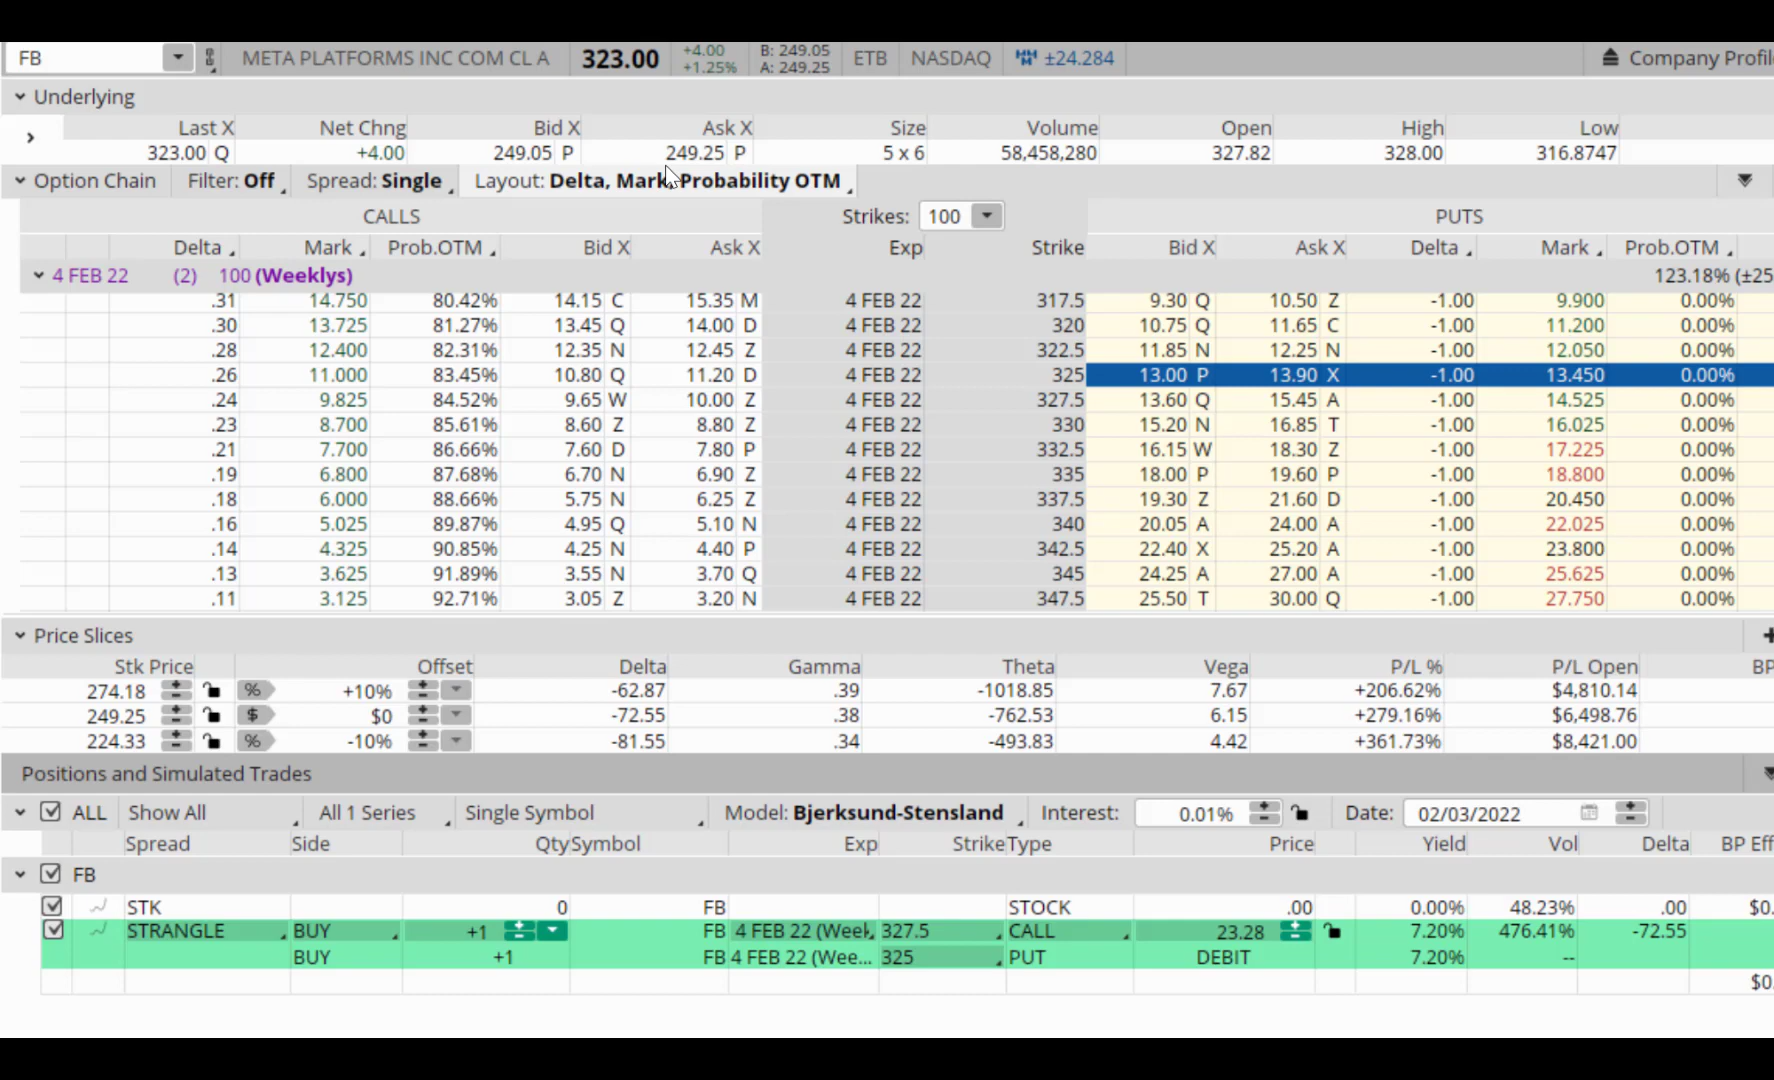 FB META PLATFORMS INC COM CL A 323.00 +4.00 +1.25% B: 249.05 A: 249.25 ETB NASDAQ ±24.284
Underlying
Last X Net Chng Bid X Ask X Size Volume Open High Low
323.00 Q +4.00 249.05 P 249.25 P 5 x 6 58,458,280 327.82 328.00 316.8747
Option Chain Filter: Off Spread: Single Layout: Delta, Mark, Probability OTM
CALLS Strikes: 100 PUTS
Delta Mark Prob.OTM Bid X Ask X Exp Strike Bid X Ask X Delta Mark Prob.OTM
4 FEB 22 (2) 100 (Weeklys) 123.18% (±25
.31 14.750 80.42% 14.15 C 15.35 M 4 FEB 22 317.5 9.30 Q 10.50 Z -1.00 9.900 0.00%
.30 13.725 81.27% 13.45 Q 14.00 D 4 FEB 22 320 10.75 Q 11.65 C -1.00 11.200 0.00%
.28 12.400 82.31% 12.35 N 12.45 Z 4 FEB 22 322.5 11.85 N 12.25 N -1.00 12.050 0.00%
.26 11.000 83.45% 10.80 Q 11.20 D 4 FEB 22 325 13.00 P 13.90 X -1.00 13.450 0.00%
.24 9.825 84.52% 9.65 W 10.00 Z 4 FEB 22 327.5 13.60 Q 15.45 A -1.00 14.525 0.00%
.23 8.700 85.61% 8.60 Z 8.80 Z 4 FEB 22 330 15.20 N 16.85 T -1.00 16.025 0.00%
.21 7.700 86.66% 7.60 D 7.80 P 4 FEB 22 332.5 16.15 W 18.30 Z -1.00 17.225 0.00%
.19 6.800 87.68% 6.70 N 6.90 Z 4 FEB 22 335 18.00 P 19.60 P -1.00 18.800 0.00%
.18 6.000 88.66% 5.75 N 6.25 Z 4 FEB 22 337.5 19.30 Z 21.60 D -1.00 20.450 0.00%
.16 5.025 89.87% 4.95 Q 5.10 N 4 FEB 22 340 20.05 A 24.00 A -1.00 22.025 0.00%
.14 4.325 90.85% 4.25 N 4.40 P 4 FEB 22 342.5 22.40 X 25.20 A -1.00 23.800 0.00%
.13 3.625 91.89% 3.55 N 3.70 Q 4 FEB 22 345 24.25 A 27.00 A -1.00 25.625 0.00%
.11 3.125 92.71% 3.05 Z 3.20 N 4 FEB 22 347.5 25.50 T 30.00 Q -1.00 27.750 0.00%
Price Slices
Stk Price Offset Delta Gamma Theta Vega P/L % P/L Open BP
274.18 % +10% -62.87 .39 -1018.85 7.67 +206.62% $4,810.14
249.25 $ $0 -72.55 .38 -762.53 6.15 +279.16% $6,498.76
224.33 % -10% -81.55 .34 -493.83 4.42 +361.73% $8,421.00
Positions and Simulated Trades
ALL Show All All 1 Series Single Symbol Model: Bjerksund-Stensland Interest: 0.01% Date: 02/03/2022
Spread Side Qty Symbol Exp Strike Type Price Yield Vol Delta BP Eff
FB
STK 0 FB STOCK .00 0.00% 48.23% .00 $0.
STRANGLE BUY +1 FB 4 FEB 22 (Week 327.5 CALL 23.28 7.20% 476.41% -72.55
BUY +1 FB 4 FEB 22 (Wee... 325 PUT DEBIT 7.20% --
$0.